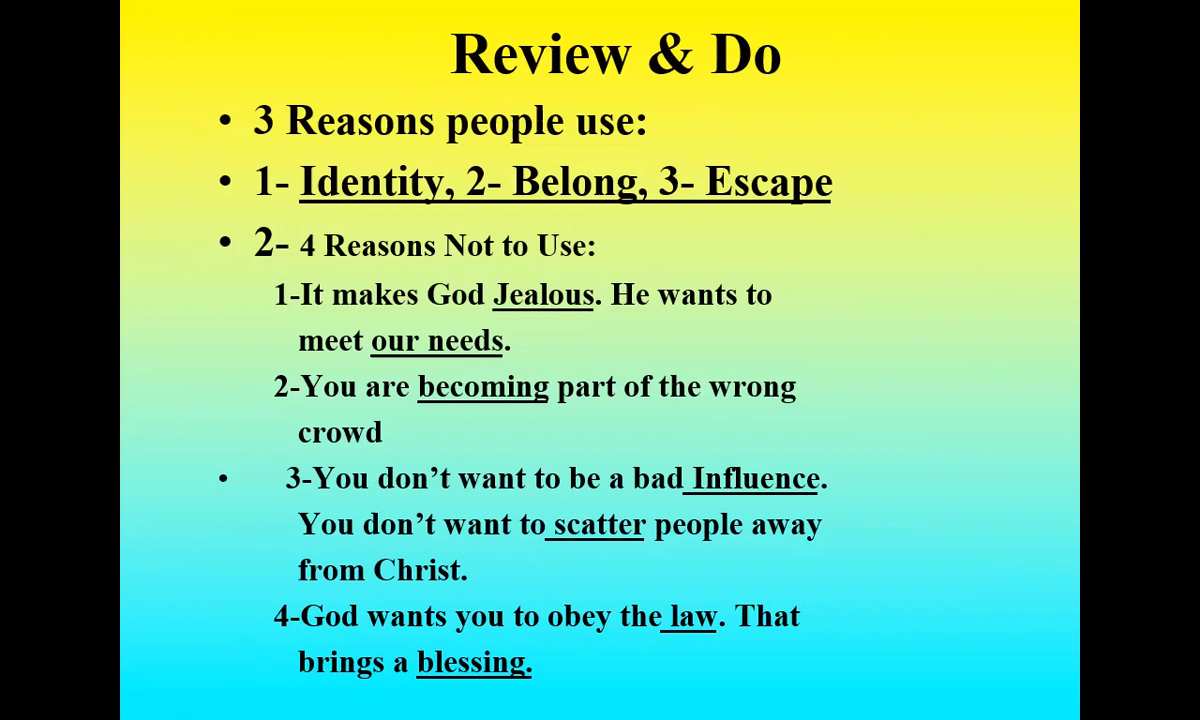 Review & Do
• 3 Reasons people use:
• 1- Identity, 2- Belong, 3- Escape
• 2- 4 Reasons Not to Use:
1-It makes God Jealous. He wants to
meet our needs.
2-You are becoming part of the wrong
crowd
• 3-You don’t want to be a bad Influence.
You don’t want to scatter people away
from Christ.
4-God wants you to obey the law. That
brings a blessing.